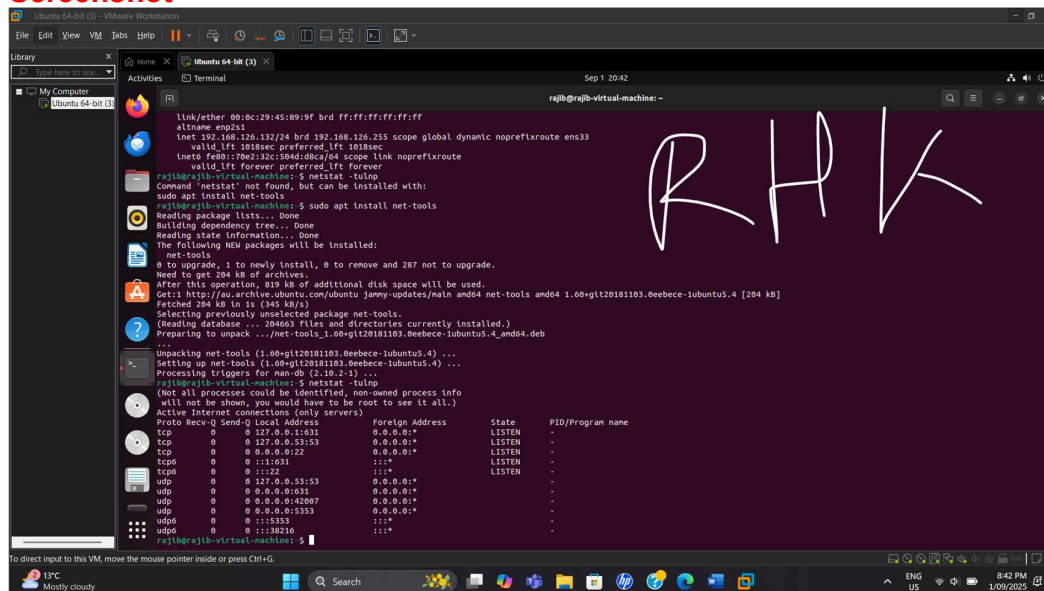 Screenshot
Ubuntu 64-bit (3) - VMware Workstation
File Edit View VM Tabs Help
Library
Home
Ubuntu 64-bit (3)
Type here to sea...
My Computer
Ubuntu 64-bit (3)
Activities
Terminal
Sep 1 20:42
rajib@rajib-virtual-machine: ~
link/ether 00:0c:29:45:89:9f brd ff:ff:ff:ff:ff:ff
altname enp2s1
inet 192.168.126.132/24 brd 192.168.126.255 scope global dynamic noprefixroute ens33
valid_lft 1018sec preferred_lft 1018sec
inet6 fe80::70e2:32c:504d:d8ca/64 scope link noprefixroute
valid_lft forever preferred_lft forever
rajib@rajib-virtual-machine:~$ netstat -tulnp
Command 'netstat' not found, but can be installed with:
sudo apt install net-tools
rajib@rajib-virtual-machine:~$ sudo apt install net-tools
Reading package lists... Done
Building dependency tree... Done
Reading state information... Done
The following NEW packages will be installed:
net-tools
0 to upgrade, 1 to newly install, 0 to remove and 287 not to upgrade.
Need to get 204 kB of archives.
After this operation, 819 kB of additional disk space will be used.
Get:1 http://au.archive.ubuntu.com/ubuntu jammy-updates/main amd64 net-tools amd64 1.60+git20181103.0eebece-1ubuntu5.4 [204 kB]
Fetched 204 kB in 1s (345 kB/s)
Selecting previously unselected package net-tools.
(Reading database ... 204663 files and directories currently installed.)
Preparing to unpack .../net-tools_1.60+git20181103.0eebece-1ubuntu5.4_amd64.deb
...
Unpacking net-tools (1.60+git20181103.0eebece-1ubuntu5.4) ...
Setting up net-tools (1.60+git20181103.0eebece-1ubuntu5.4) ...
Processing triggers for man-db (2.10.2-1) ...
rajib@rajib-virtual-machine:~$ netstat -tulnp
(Not all processes could be identified, non-owned process info
will not be shown, you would have to be root to see it all.)
Active Internet connections (only servers)
Proto Recv-Q Send-Q Local Address Foreign Address State PID/Program name
tcp 0 0 127.0.0.1:631 0.0.0.0:* LISTEN -
tcp 0 0 127.0.0.53:53 0.0.0.0:* LISTEN -
tcp 0 0 0.0.0.0:22 0.0.0.0:* LISTEN -
tcp6 0 0 ::1:631 :::* LISTEN -
tcp6 0 0 :::22 :::* LISTEN -
udp 0 0 127.0.0.53:53 0.0.0.0:* -
udp 0 0 0.0.0.0:631 0.0.0.0:* -
udp 0 0 0.0.0.0:42007 0.0.0.0:* -
udp 0 0 0.0.0.0:5353 0.0.0.0:* -
udp6 0 0 :::5353 :::* -
udp6 0 0 :::38216 :::* -
rajib@rajib-virtual-machine:~$
RHK
To direct input to this VM, move the mouse pointer inside or press Ctrl+G.
2
13°C
Mostly cloudy
Search
ENG
US
8:42 PM
1/09/2025